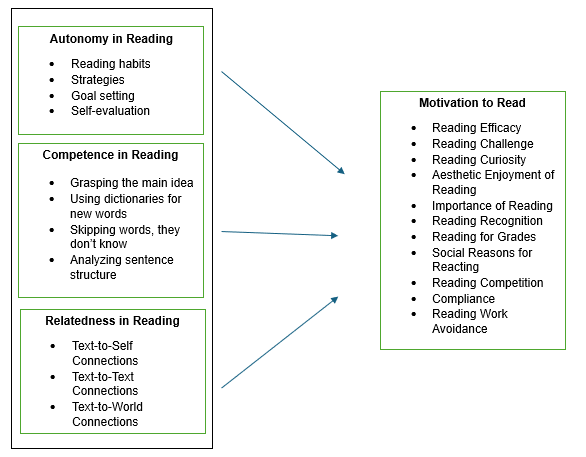 Autonomy in Reading
• Reading habits
• Strategies
• Goal setting
• Self-evaluation
Competence in Reading
• Grasping the main idea
• Using dictionaries for
new words
• Skipping words, they
don't know
• Analyzing sentence
structure
Relatedness in Reading
• Text-to-Self
Connections
• Text-to-Text
Connections
• Text-to-World
Connections
Motivation to Read
• Reading Efficacy
• Reading Challenge
• Reading Curiosity
• Aesthetic Enjoyment of
Reading
• Importance of Reading
• Reading Recognition
• Reading for Grades
• Social Reasons for
Reacting
• Reading Competition
• Compliance
• Reading Work
Avoidance